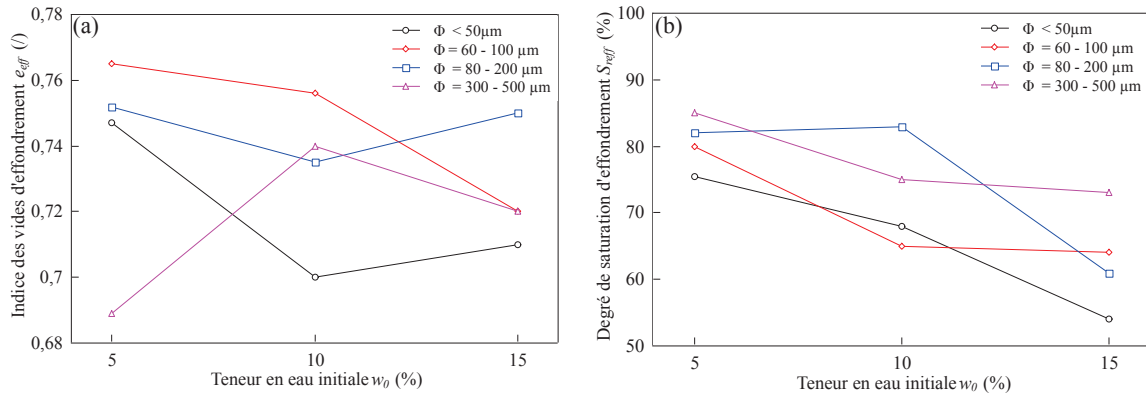 (a)
Indice des vides d'effondrement e_eff (/)
0,78
0,76
0,74
0,72
0,7
0,68
Φ < 50µm
Φ = 60 - 100 µm
Φ = 80 - 200 µm
Φ = 300 - 500 µm
5 10 15
Teneur en eau initiale w_0 (%)
(b)
Degré de saturation d'effondrement S_reff (%)
100
90
80
70
60
50
Φ < 50µm
Φ = 60 - 100 µm
Φ = 80 - 200 µm
Φ = 300 - 500 µm
5 10 15
Teneur en eau initiale w_0 (%)